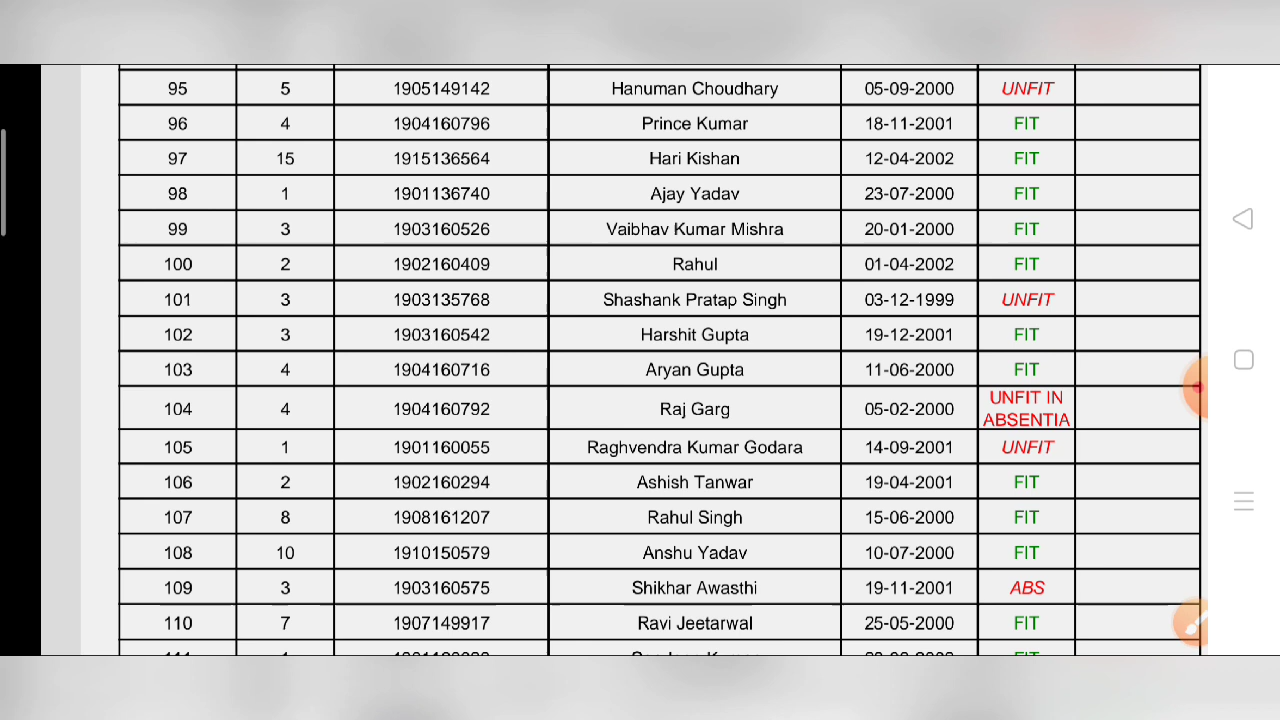 95 5 1905149142 Hanuman Choudhary 05-09-2000 UNFIT
96 4 1904160796 Prince Kumar 18-11-2001 FIT
97 15 1915136564 Hari Kishan 12-04-2002 FIT
98 1 1901136740 Ajay Yadav 23-07-2000 FIT
99 3 1903160526 Vaibhav Kumar Mishra 20-01-2000 FIT
100 2 1902160409 Rahul 01-04-2002 FIT
101 3 1903135768 Shashank Pratap Singh 03-12-1999 UNFIT
102 3 1903160542 Harshit Gupta 19-12-2001 FIT
103 4 1904160716 Aryan Gupta 11-06-2000 FIT
104 4 1904160792 Raj Garg 05-02-2000 UNFIT IN
ABSENTIA
105 1 1901160055 Raghvendra Kumar Godara 14-09-2001 UNFIT
106 2 1902160294 Ashish Tanwar 19-04-2001 FIT
107 8 1908161207 Rahul Singh 15-06-2000 FIT
108 10 1910150579 Anshu Yadav 10-07-2000 FIT
109 3 1903160575 Shikhar Awasthi 19-11-2001 ABS
110 7 1907149917 Ravi Jeetarwal 25-05-2000 FIT